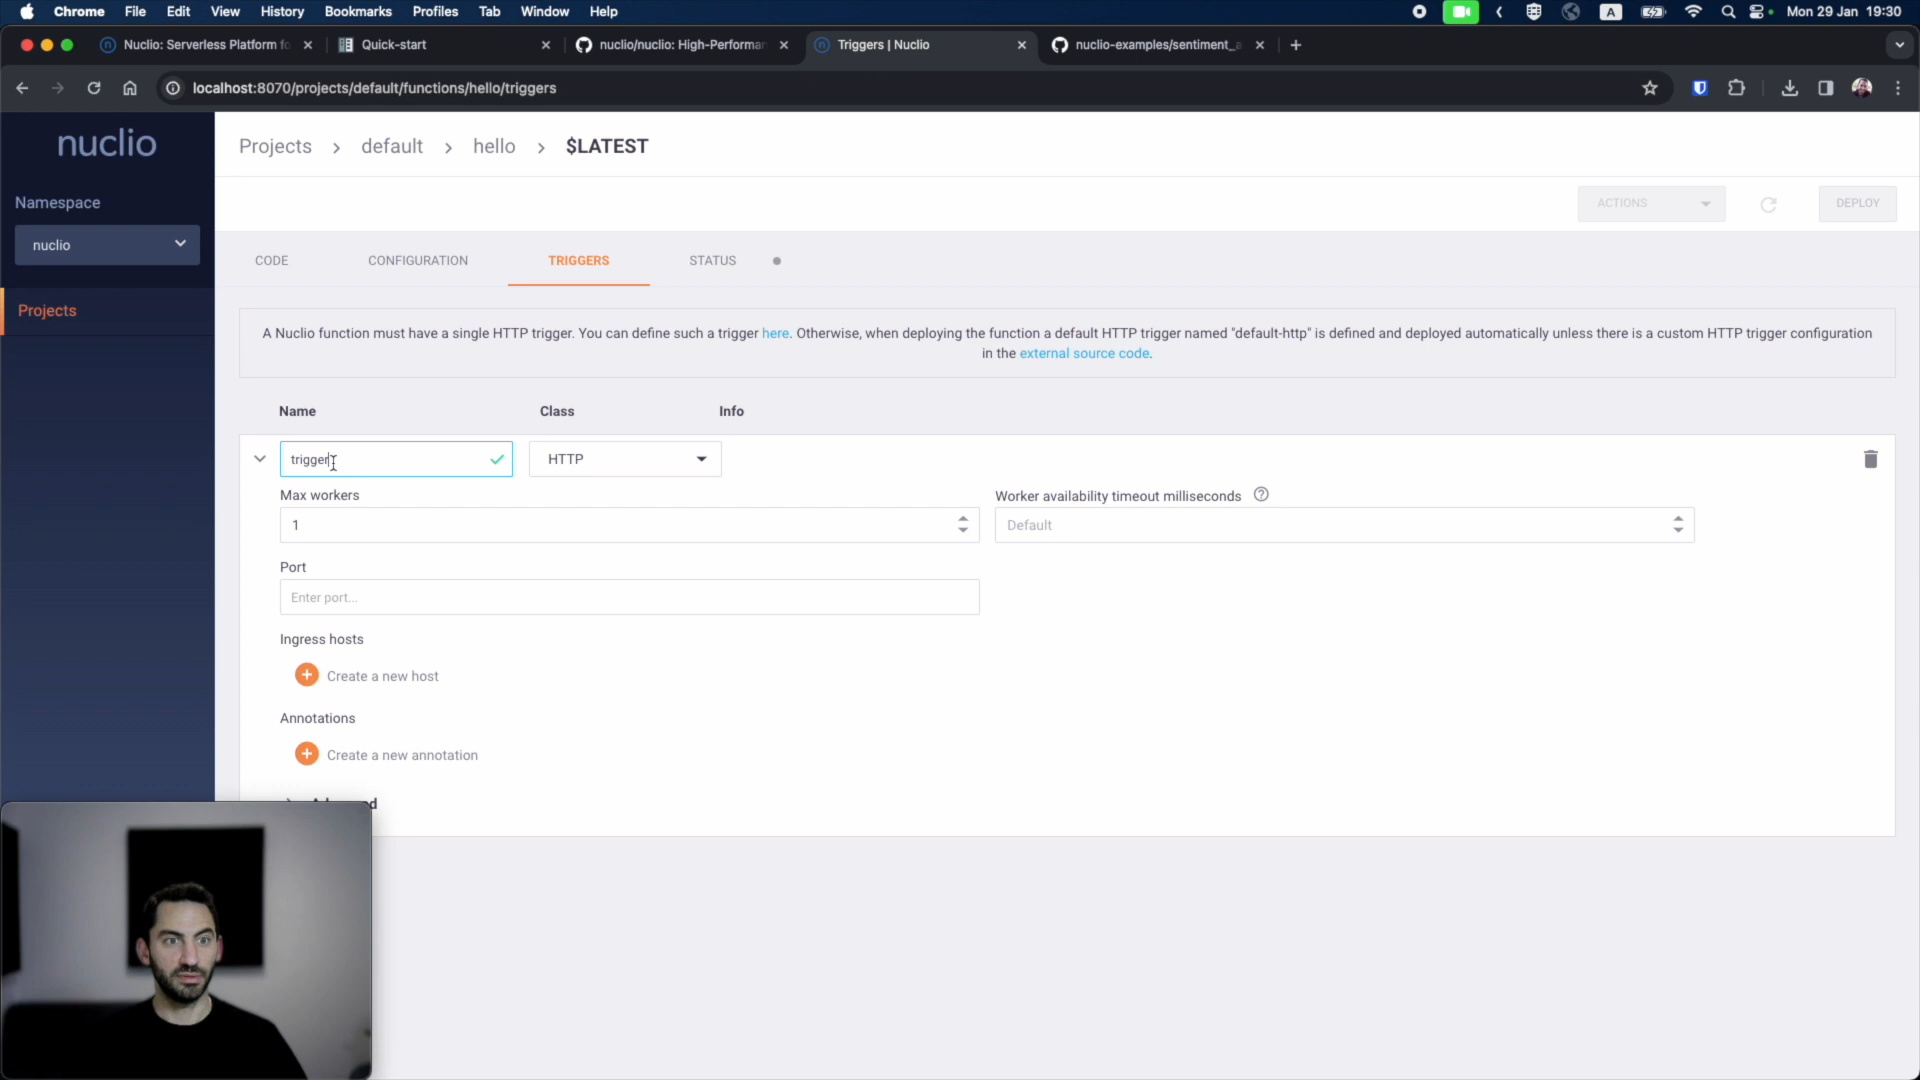 Chrome File Edit View History Bookmarks Profiles Tab Window Help
A
Mon 29 Jan 19:30
Nuclio: Serverless Platform fo
Quick-start
nuclio/nuclio: High-Performan
Triggers | Nuclio
nuclio-examples/sentiment_a
localhost:8070/projects/default/functions/hello/triggers
nuclio
Projects > default > hello > $LATEST
Namespace
nuclio
ACTIONS
DEPLOY
CODE
CONFIGURATION
TRIGGERS
STATUS
Projects
A Nuclio function must have a single HTTP trigger. You can define such a trigger here. Otherwise, when deploying the function a default HTTP trigger named "default-http" is defined and deployed automatically unless there is a custom HTTP trigger configuration
in the external source code.
Name Class Info
trigger
HTTP
Max workers
Worker availability timeout milliseconds ?
1
Default
Port
Enter port...
Ingress hosts
Create a new host
Annotations
Create a new annotation